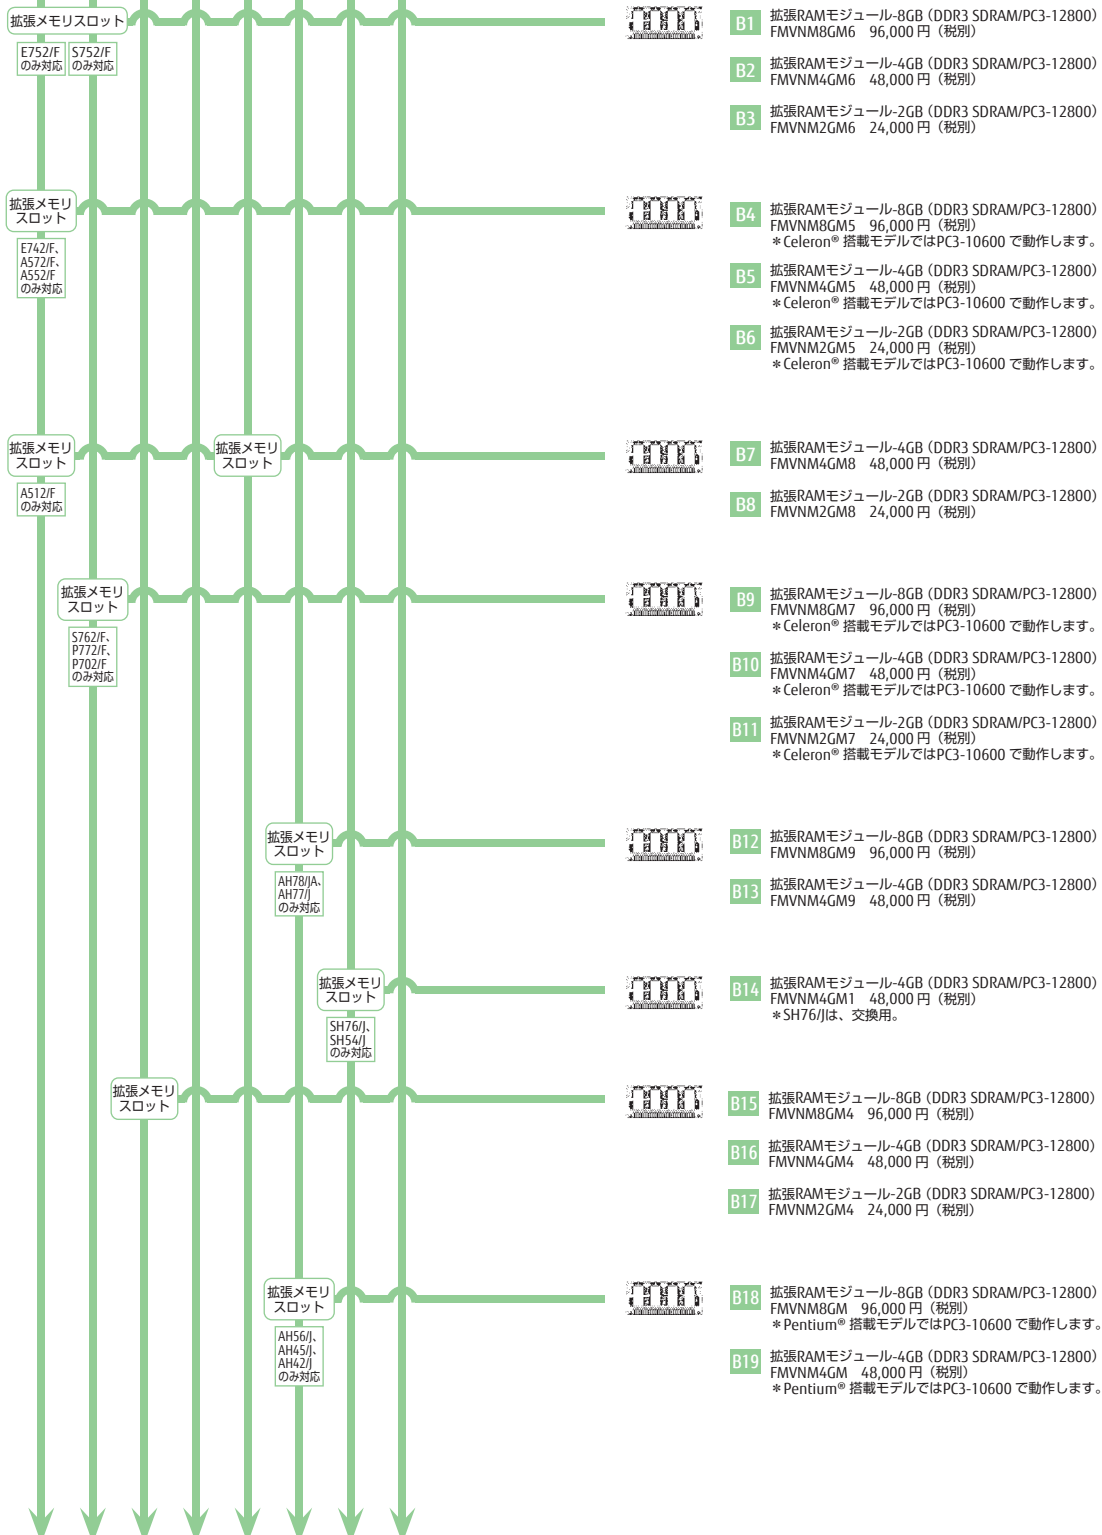 拡張メモリスロット
E752/F
のみ対応
S752/F
のみ対応
B1
拡張RAMモジュール-8GB（DDR3 SDRAM/PC3-12800）
FMVNM8GM6　96,000 円（税別）
B2
拡張RAMモジュール-4GB（DDR3 SDRAM/PC3-12800）
FMVNM4GM6　48,000 円（税別）
B3
拡張RAMモジュール-2GB（DDR3 SDRAM/PC3-12800）
FMVNM2GM6　24,000 円（税別）
拡張メモリ
スロット
E742/F、
A572/F、
A552/F
のみ対応
B4
拡張RAMモジュール-8GB（DDR3 SDRAM/PC3-12800）
FMVNM8GM5　96,000 円（税別）
＊Celeron® 搭載モデルではPC3-10600 で動作します。
B5
拡張RAMモジュール-4GB（DDR3 SDRAM/PC3-12800）
FMVNM4GM5　48,000 円（税別）
＊Celeron® 搭載モデルではPC3-10600 で動作します。
B6
拡張RAMモジュール-2GB（DDR3 SDRAM/PC3-12800）
FMVNM2GM5　24,000 円（税別）
＊Celeron® 搭載モデルではPC3-10600 で動作します。
拡張メモリ
スロット
A512/F
のみ対応
拡張メモリ
スロット
B7
拡張RAMモジュール-4GB（DDR3 SDRAM/PC3-12800）
FMVNM4GM8　48,000 円（税別）
B8
拡張RAMモジュール-2GB（DDR3 SDRAM/PC3-12800）
FMVNM2GM8　24,000 円（税別）
拡張メモリ
スロット
S762/F、
P772/F、
P702/F
のみ対応
B9
拡張RAMモジュール-8GB（DDR3 SDRAM/PC3-12800）
FMVNM8GM7　96,000 円（税別）
＊Celeron® 搭載モデルではPC3-10600 で動作します。
B10
拡張RAMモジュール-4GB（DDR3 SDRAM/PC3-12800）
FMVNM4GM7　48,000 円（税別）
＊Celeron® 搭載モデルではPC3-10600 で動作します。
B11
拡張RAMモジュール-2GB（DDR3 SDRAM/PC3-12800）
FMVNM2GM7　24,000 円（税別）
＊Celeron® 搭載モデルではPC3-10600 で動作します。
拡張メモリ
スロット
AH78/JA、
AH77/J
のみ対応
B12
拡張RAMモジュール-8GB（DDR3 SDRAM/PC3-12800）
FMVNM8GM9　96,000 円（税別）
B13
拡張RAMモジュール-4GB（DDR3 SDRAM/PC3-12800）
FMVNM4GM9　48,000 円（税別）
拡張メモリ
スロット
SH76/J、
SH54/J
のみ対応
B14
拡張RAMモジュール-4GB（DDR3 SDRAM/PC3-12800）
FMVNM4GM1　48,000 円（税別）
＊SH76/Jは、交換用。
拡張メモリ
スロット
B15
拡張RAMモジュール-8GB（DDR3 SDRAM/PC3-12800）
FMVNM8GM4　96,000 円（税別）
B16
拡張RAMモジュール-4GB（DDR3 SDRAM/PC3-12800）
FMVNM4GM4　48,000 円（税別）
B17
拡張RAMモジュール-2GB（DDR3 SDRAM/PC3-12800）
FMVNM2GM4　24,000 円（税別）
拡張メモリ
スロット
AH56/J、
AH45/J、
AH42/J
のみ対応
B18
拡張RAMモジュール-8GB（DDR3 SDRAM/PC3-12800）
FMVNM8GM　96,000 円（税別）
＊Pentium® 搭載モデルではPC3-10600 で動作します。
B19
拡張RAMモジュール-4GB（DDR3 SDRAM/PC3-12800）
FMVNM4GM　48,000 円（税別）
＊Pentium® 搭載モデルではPC3-10600 で動作します。